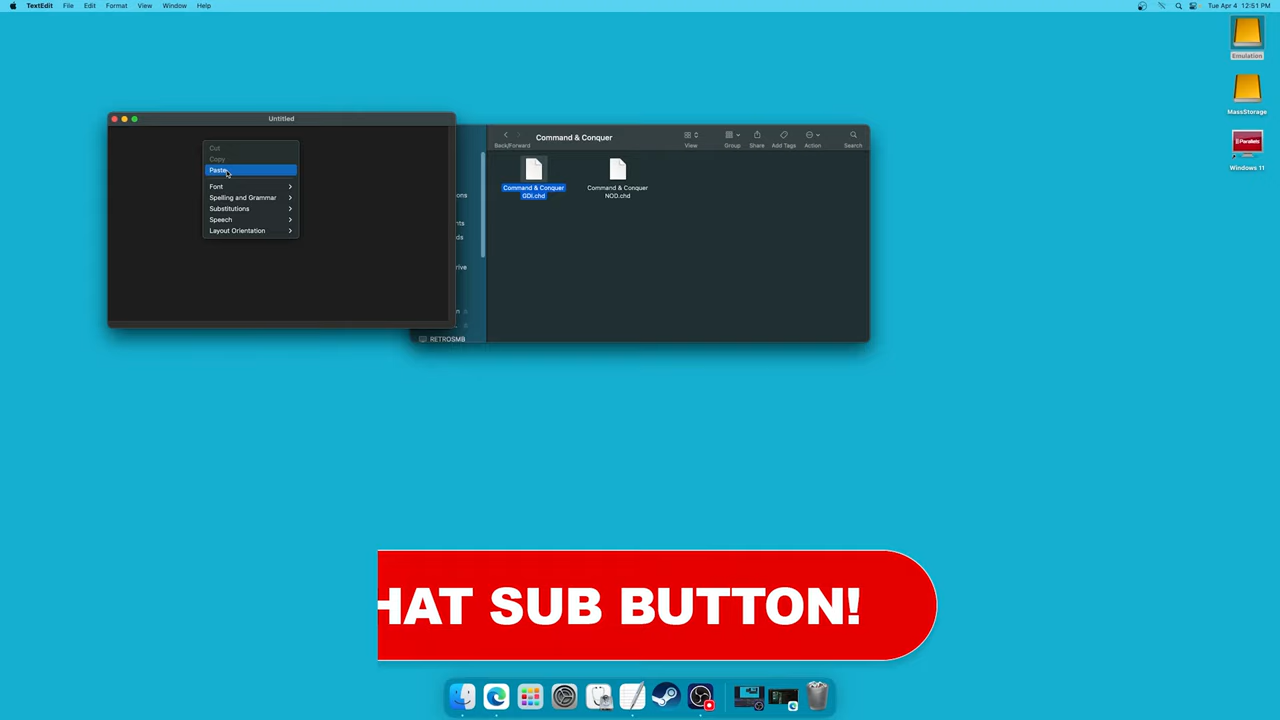 TextEdit File Edit Format View Window Help
Tue Apr 4 12:51 PM
Emulation
MassStorage
Parallels
Windows 11
Untitled
Cut
Copy
Paste
Font
Spelling and Grammar
Substitutions
Speech
Layout Orientation
Command & Conquer
Back/Forward
View
Group
Share
Add Tags
Action
Search
Command & Conquer
GDI.chd
Command & Conquer
NOD.chd
RETROSMB
HAT SUB BUTTON!